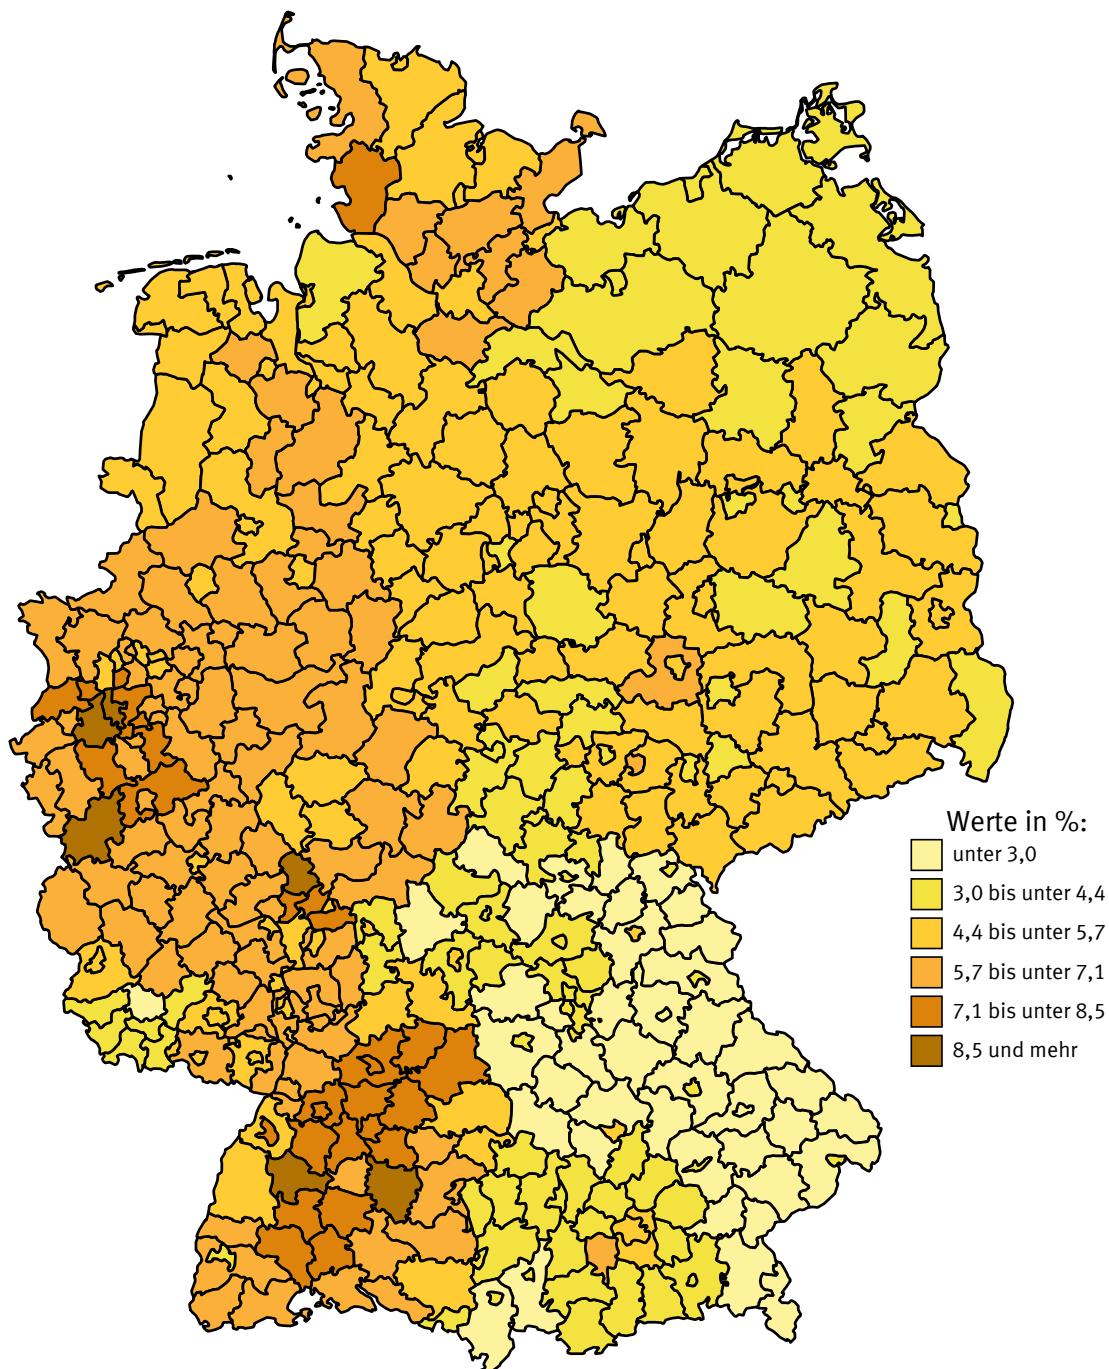 Werte in %:
unter 3,0
3,0 bis unter 4,4
4,4 bis unter 5,7
5,7 bis unter 7,1
7,1 bis unter 8,5
8,5 und mehr